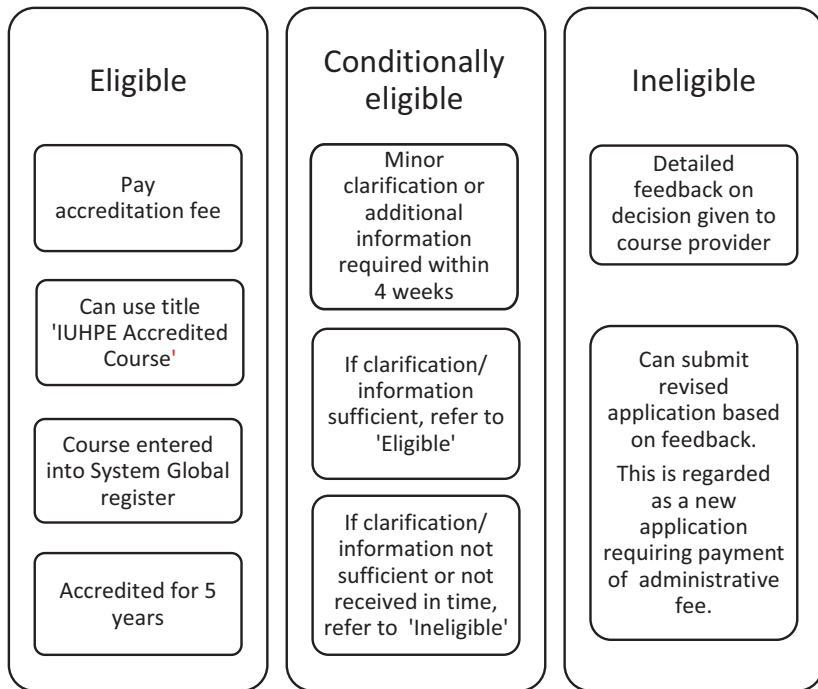 Eligible
Pay
accreditation fee
Can use title
'IUHPE Accredited
Course'
Course entered
into System Global
register
Accredited for 5
years
Conditionally
eligible
Minor
clarification or
additional
information
required within
4 weeks
If clarification/
information
sufficient, refer to
'Eligible'
If clarification/
information not
sufficient or not
received in time,
refer to 'Ineligible'
Ineligible
Detailed
feedback on
decision given to
course provider
Can submit
revised
application based
on feedback.
This is regarded
as a new
application
requiring payment
of administrative
fee.